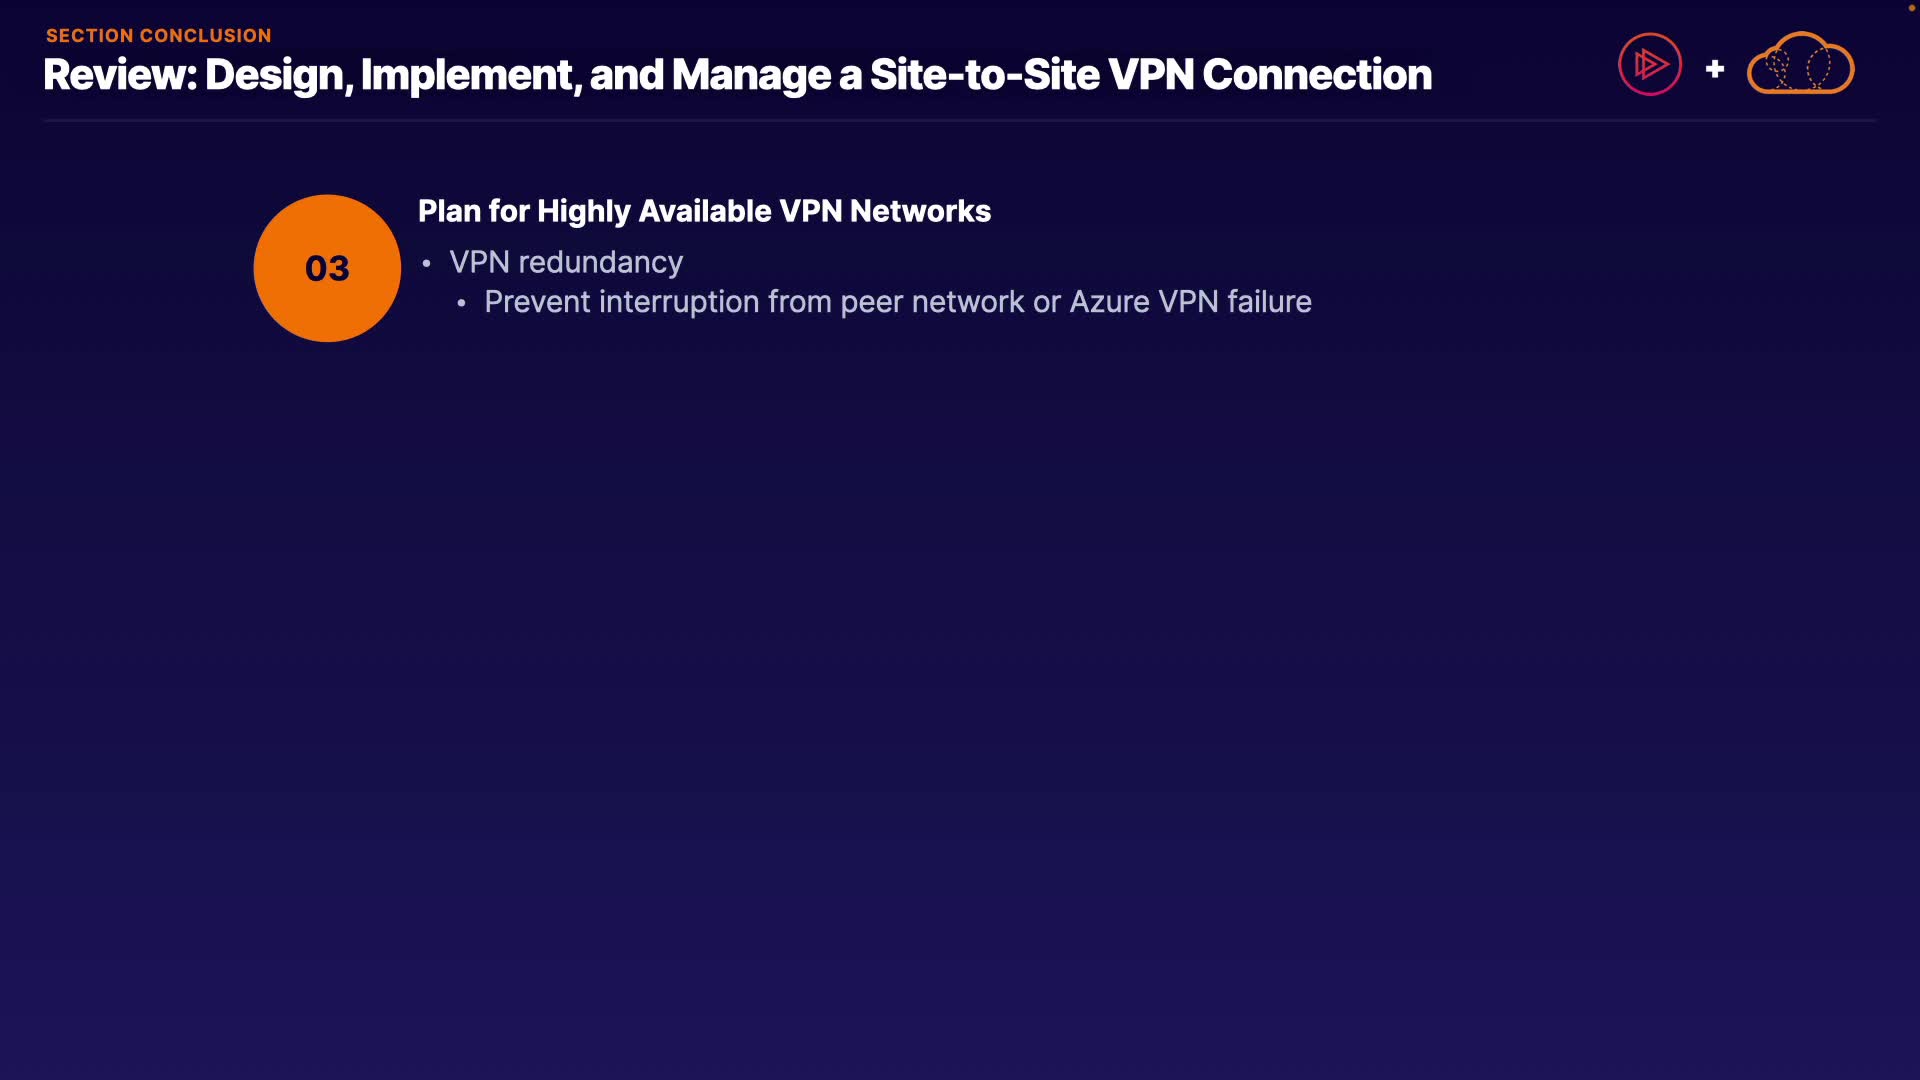 SECTION CONCLUSION
Review: Design, Implement, and Manage a Site-to-Site VPN Connection
+
03
Plan for Highly Available VPN Networks
• VPN redundancy
• Prevent interruption from peer network or Azure VPN failure